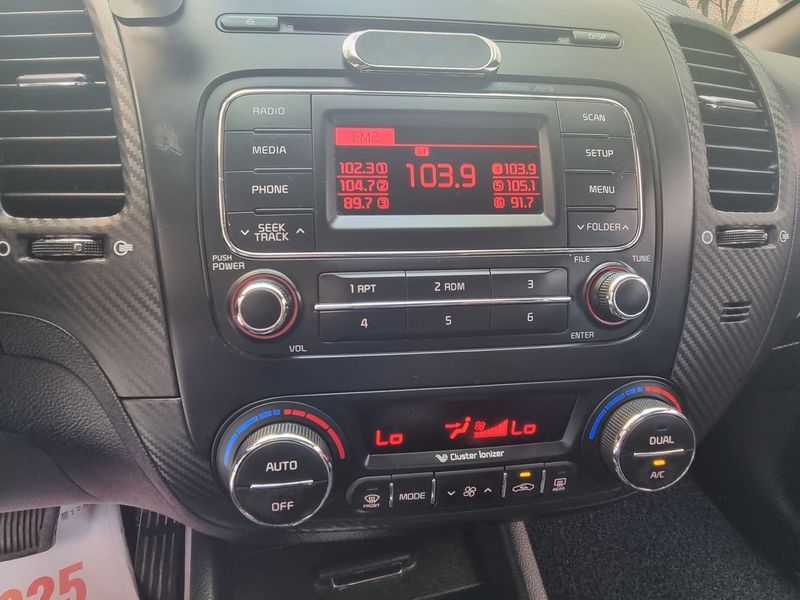 DISP
RADIO
MEDIA
PHONE
SEEK
TRACK
FM2
ST
102.3 1
104.7 2
89.7 3
103.9
4 103.9
5 105.1
6 91.7
SCAN
SETUP
MENU
FOLDER
PUSH
POWER
VOL
1 RPT
2 RDM
3
4
5
6
FILE
TUNE
ENTER
AUTO
OFF
Lo
Lo
Cluster Ionizer
FRONT
MODE
REAR
DUAL
A/C
025